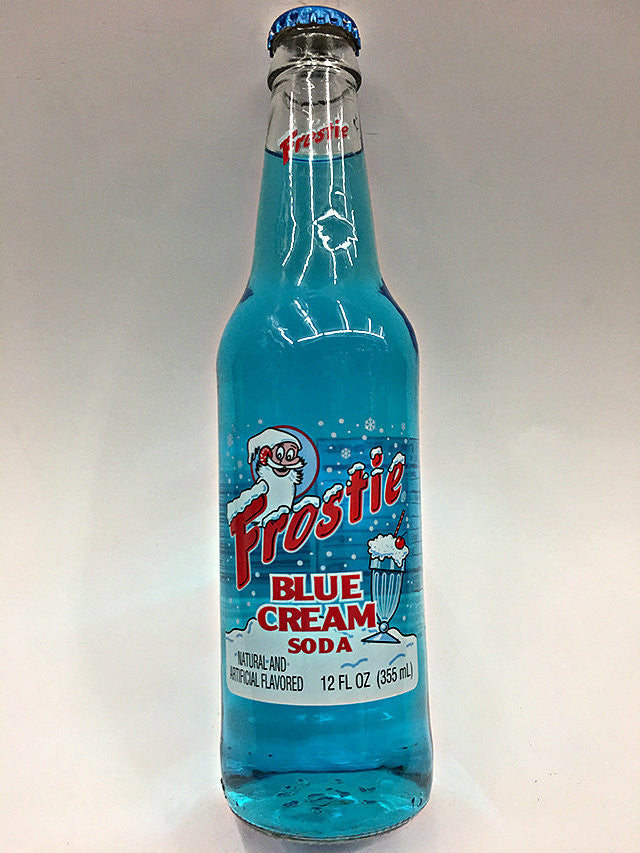 Frostie
Frostie
BLUE
CREAM
SODA
NATURAL AND
ARTIFICIAL FLAVORED
12 FL OZ (355 mL)